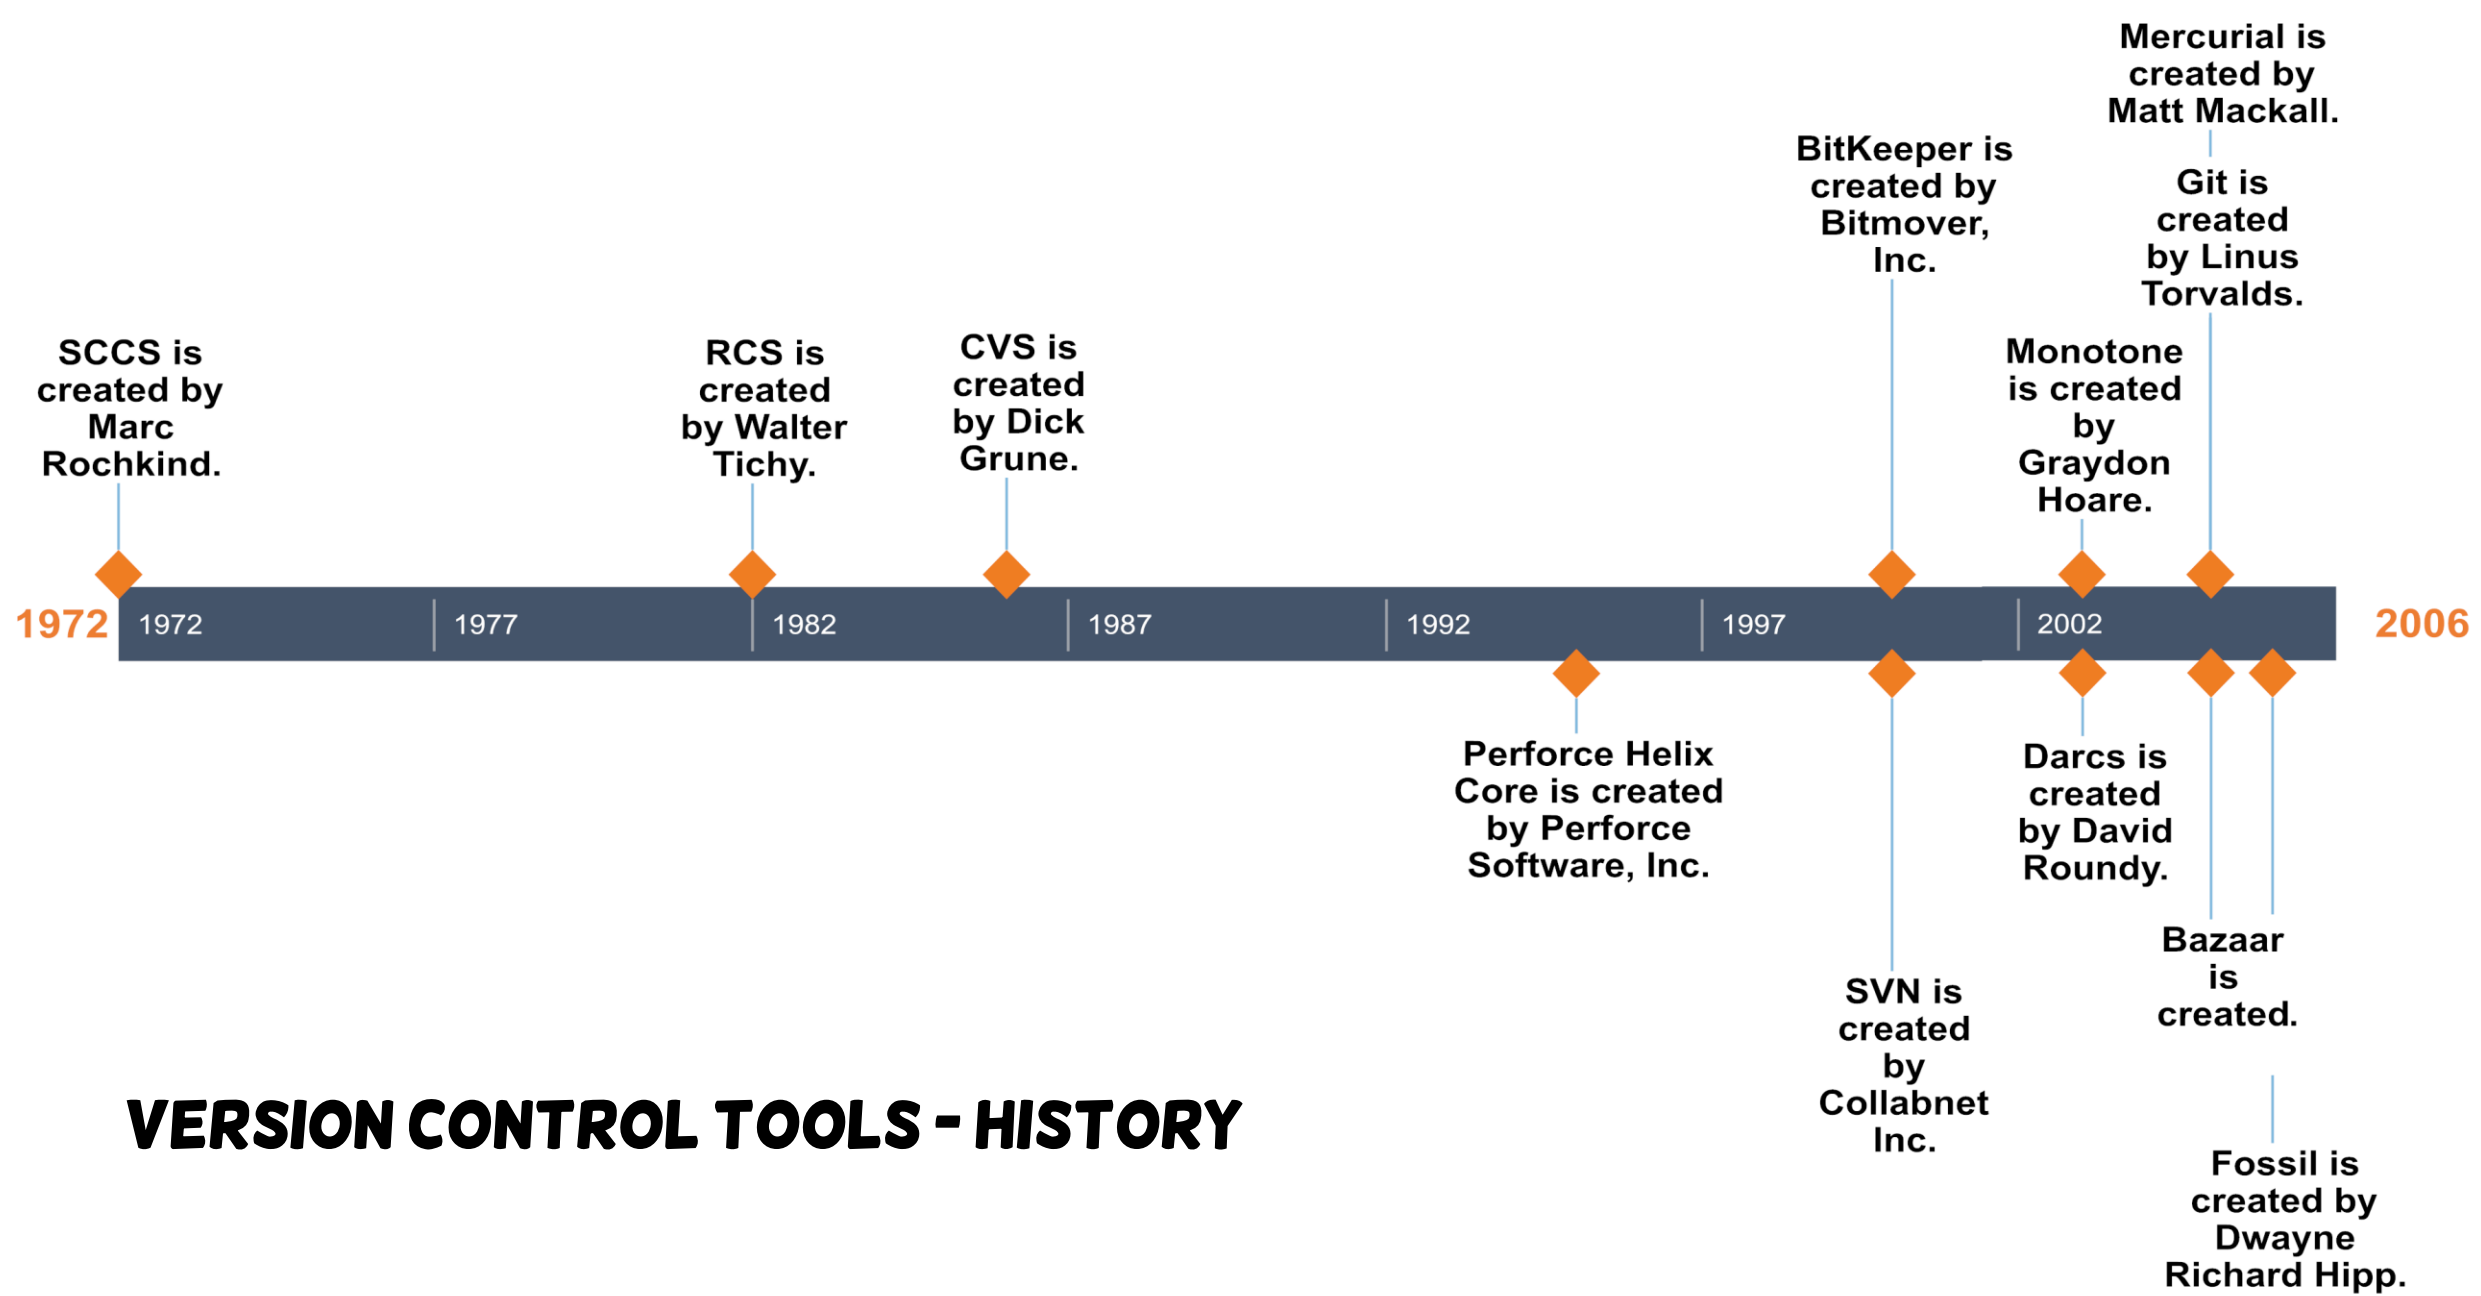 Mercurial is
created by
Matt Mackall.
BitKeeper is
created by
Bitmover,
Inc.
Git is
created
by Linus
Torvalds.
SCCS is
created by
Marc
Rochkind.
RCS is
created
by Walter
Tichy.
CVS is
created
by Dick
Grune.
Monotone
is created
by
Graydon
Hoare.
1972
1972
1977
1982
1987
1992
1997
2002
2006
Perforce Helix
Core is created
by Perforce
Software, Inc.
Darcs is
created
by David
Roundy.
Bazaar
is
created.
SVN is
created
by
Collabnet
Inc.
VERSION CONTROL TOOLS - HISTORY
Fossil is
created by
Dwayne
Richard Hipp.